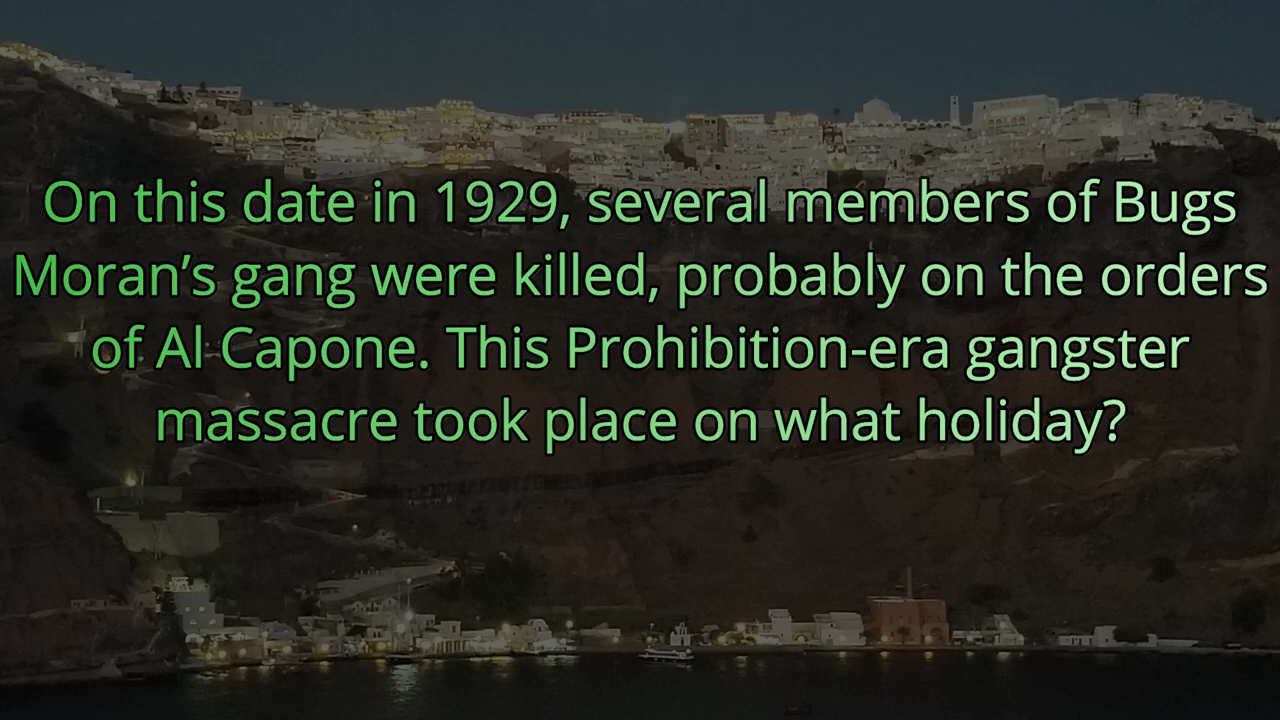 On this date in 1929, several members of Bugs
Moran’s gang were killed, probably on the orders
of Al Capone. This Prohibition-era gangster
massacre took place on what holiday?